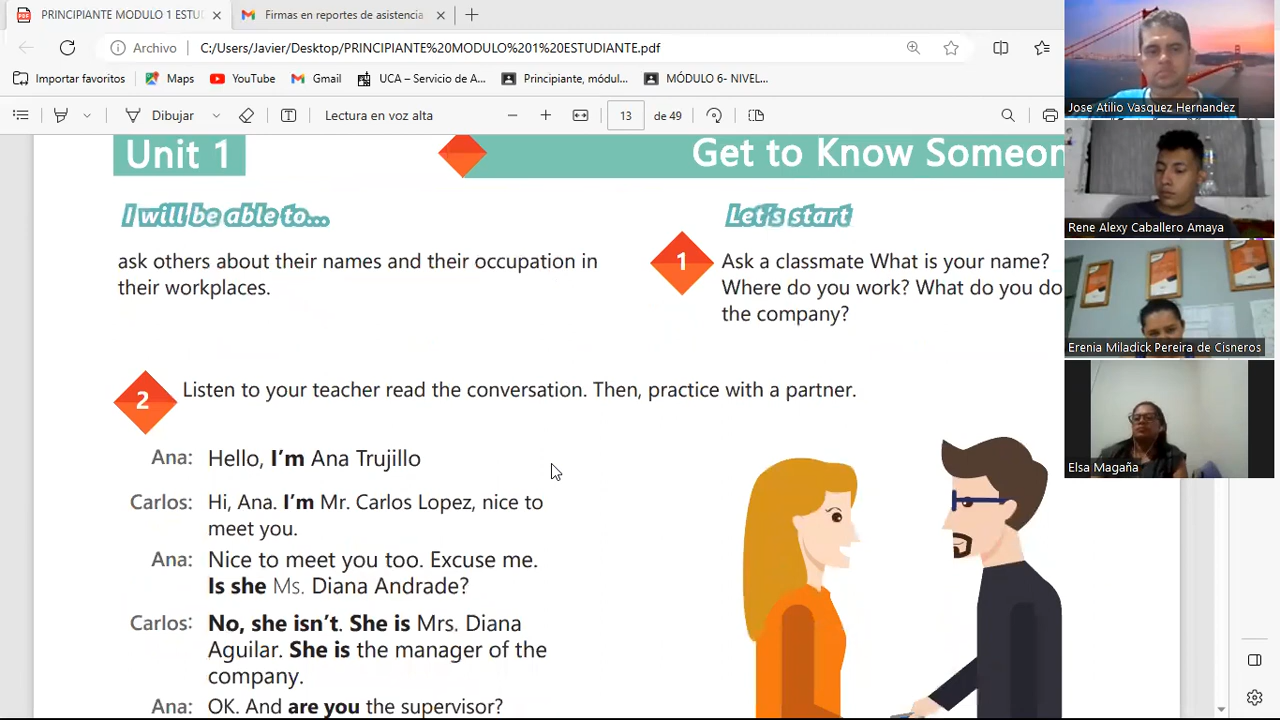 PRINCIPIANTE MODULO 1 ESTUD
Firmas en reportes de asistencia
Archivo
C:/Users/Javier/Desktop/PRINCIPIANTE%20MODULO%201%20ESTUDIANTE.pdf
Importar favoritos
Maps
YouTube
Gmail
UCA – Servicio de A...
Principiante, módul...
MÓDULO 6- NIVEL...
Dibujar
Lectura en voz alta
13
de 49
Unit 1
Get to Know Someon
I will be able to...
Let's start
ask others about their names and their occupation in
their workplaces.
1
Ask a classmate What is your name?
Where do you work? What do you do
the company?
2
Listen to your teacher read the conversation. Then, practice with a partner.
Ana: Hello, I'm Ana Trujillo
Carlos: Hi, Ana. I'm Mr. Carlos Lopez, nice to
meet you.
Ana: Nice to meet you too. Excuse me.
Is she Ms. Diana Andrade?
Carlos: No, she isn't. She is Mrs. Diana
Aguilar. She is the manager of the
company.
Ana: OK. And are you the supervisor?
Jose Atilio Vasquez Hernandez
Rene Alexy Caballero Amaya
Erenia Miladick Pereira de Cisneros
Elsa Magaña